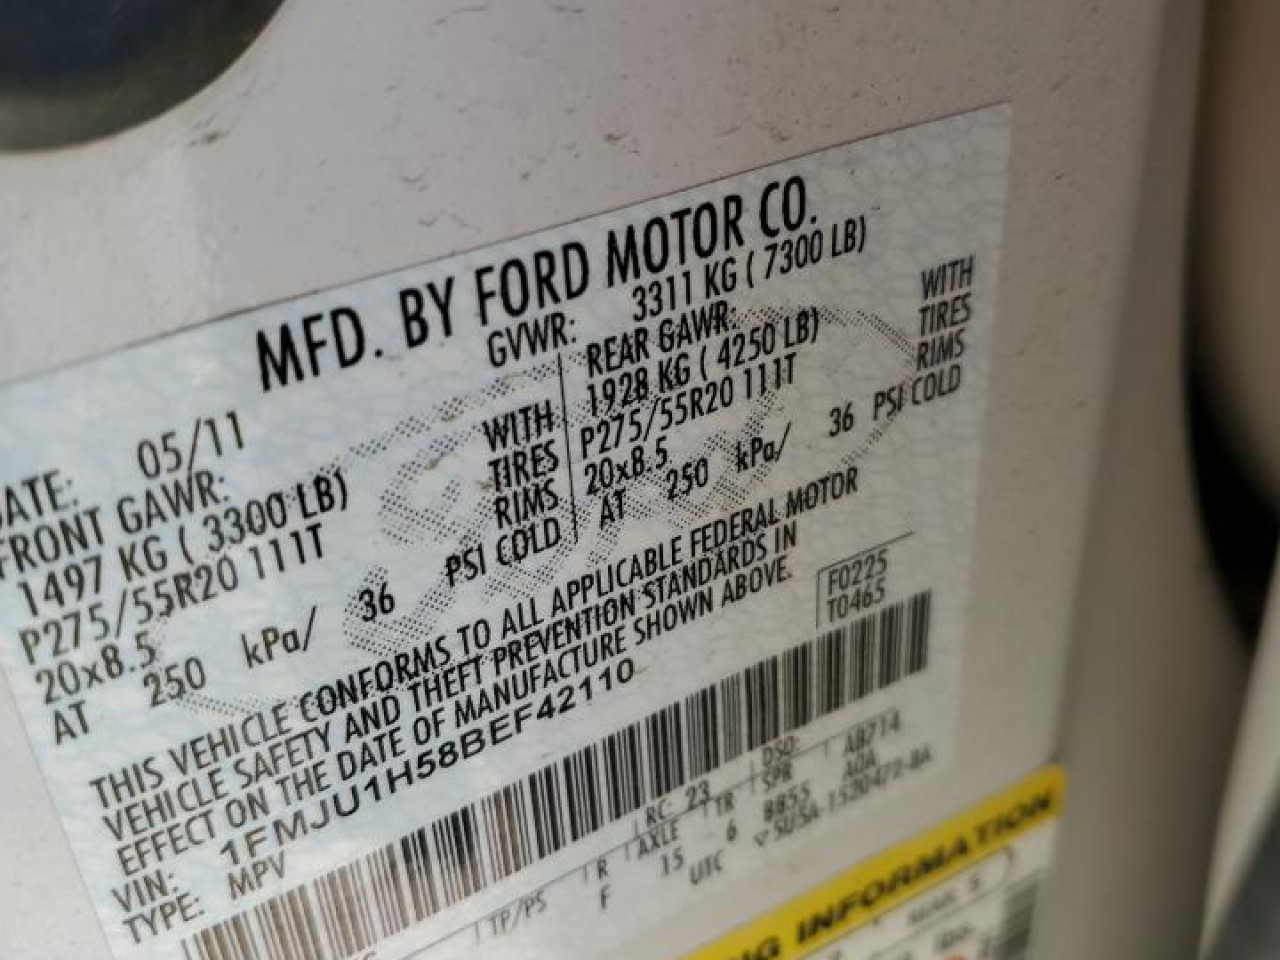 MFD. BY FORD MOTOR CO.
DATE: 05/11
GVWR: 3311 KG ( 7300 LB)
FRONT GAWR:
1497 KG ( 3300 LB)
P275/55R20 111T
20x8.5
AT 250 kPa/ 36 PSI COLD
WITH
TIRES
RIMS
REAR GAWR:
1928 KG ( 4250 LB)
P275/55R20 111T
20x8.5
AT 250 kPa/ 36 PSI COLD
WITH
TIRES
RIMS
THIS VEHICLE CONFORMS TO ALL APPLICABLE FEDERAL MOTOR
VEHICLE SAFETY AND THEFT PREVENTION STANDARDS IN
EFFECT ON THE DATE OF MANUFACTURE SHOWN ABOVE.
F0225
T0465
VIN: 1FMJU1H58BEF42110
TYPE: MPV
RC: 23
DSO:
AB714
TP/PS
R
AXLE
TR
SPR
AOA
F
15
6
B855
UTC
INFORMATION